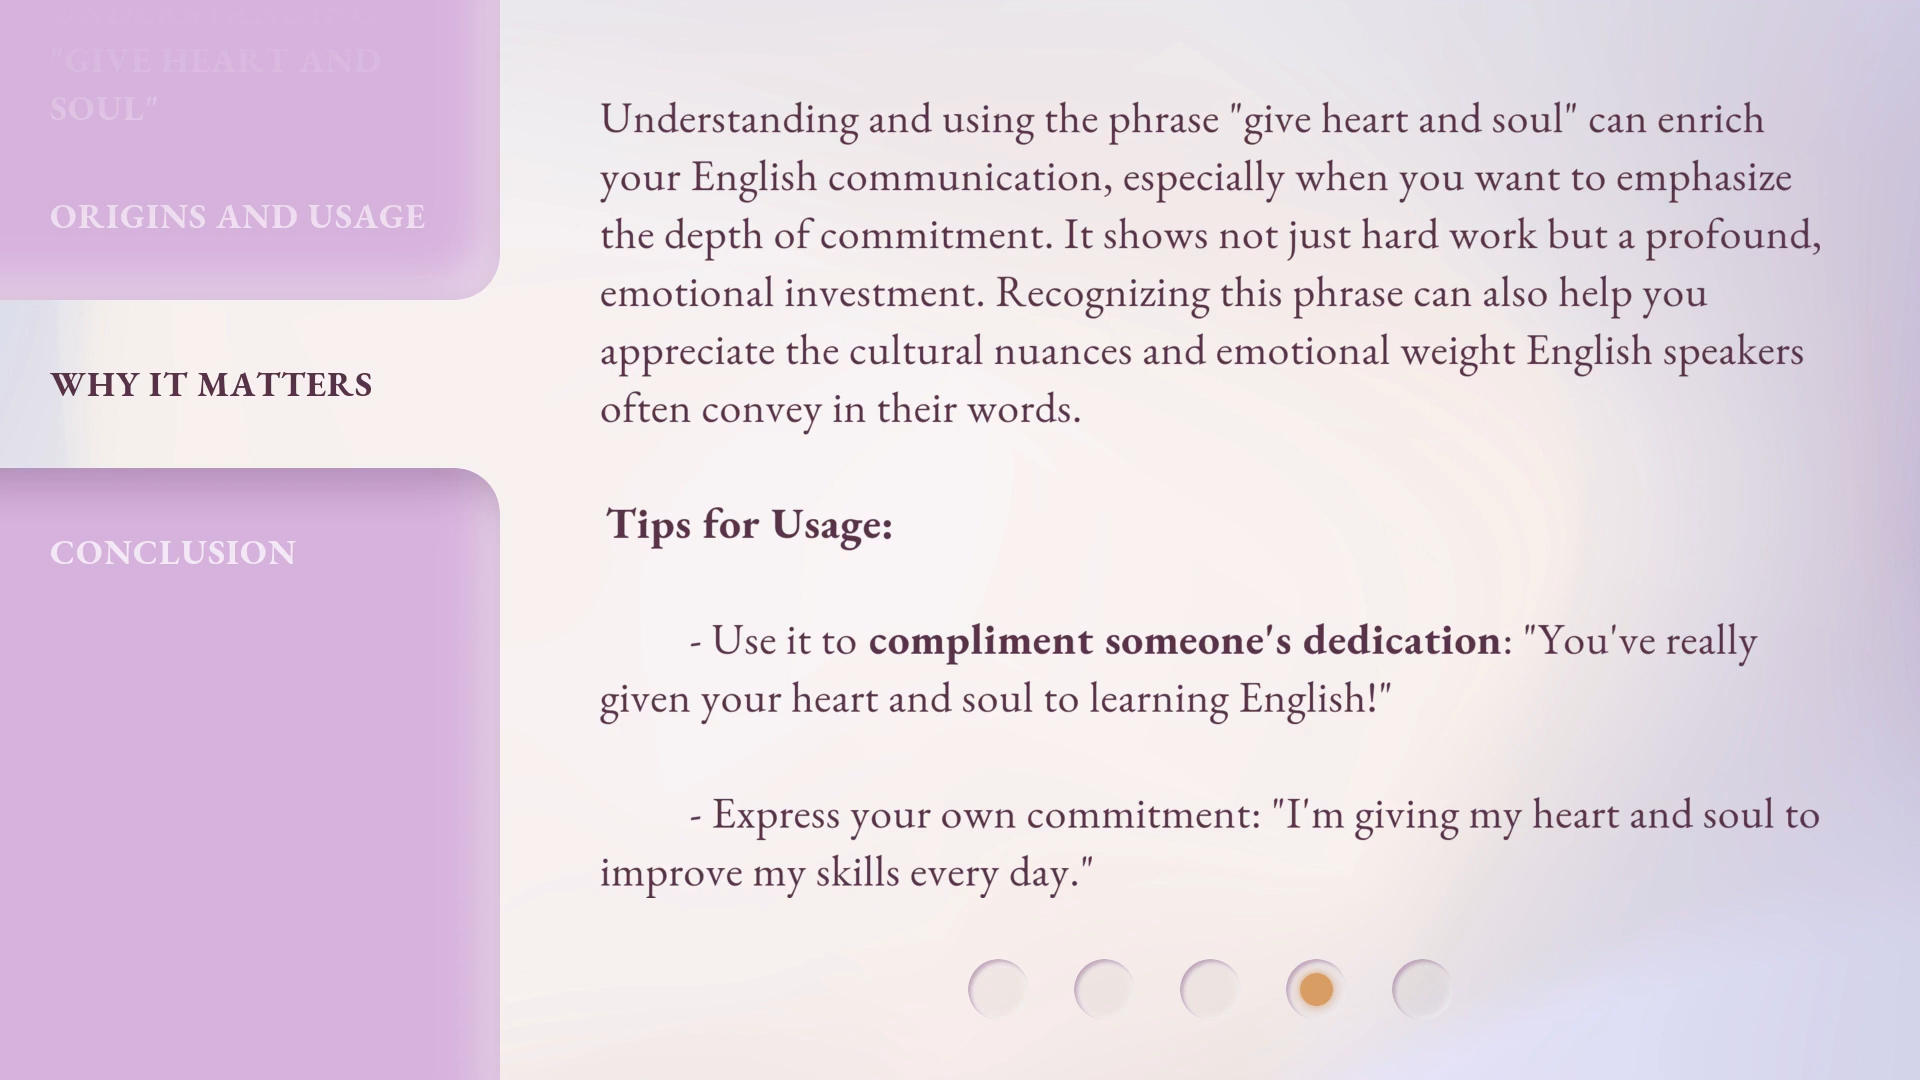 "GIVE HEART AND
SOUL"
ORIGINS AND USAGE
WHY IT MATTERS
CONCLUSION
Understanding and using the phrase "give heart and soul" can enrich
your English communication, especially when you want to emphasize
the depth of commitment. It shows not just hard work but a profound,
emotional investment. Recognizing this phrase can also help you
appreciate the cultural nuances and emotional weight English speakers
often convey in their words.
Tips for Usage:
- Use it to compliment someone's dedication: "You've really
given your heart and soul to learning English!"
- Express your own commitment: "I'm giving my heart and soul to
improve my skills every day."